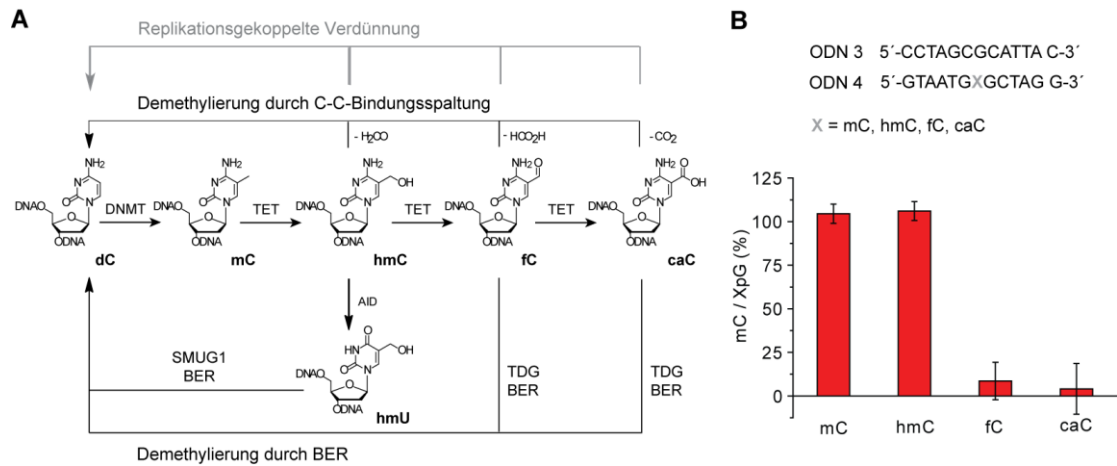 A
Replikationsgekoppelte Verdünnung
Demethylierung durch C-C-Bindungsspaltung
- H2CO
- HCO2H
- CO2
NH2
N
O
N
DNAO
O
ODNA
dC
DNMT
NH2
N
O
N
DNAO
O
ODNA
mC
TET
NH2
N
OH
O
N
DNAO
O
ODNA
hmC
TET
NH2
O
N
O
N
DNAO
O
ODNA
fC
TET
NH2
O
N
OH
O
N
DNAO
O
ODNA
caC
AID
O
HN
OH
O
N
DNAO
O
ODNA
hmU
SMUG1
BER
TDG
BER
TDG
BER
Demethylierung durch BER
B
ODN 3 5´-CCTAGCGCATTA C-3´
ODN 4 5´-GTAATGXGCTAG G-3´
X = mC, hmC, fC, caC
mC / XpG (%)
125
100
75
50
25
0
mC hmC fC caC